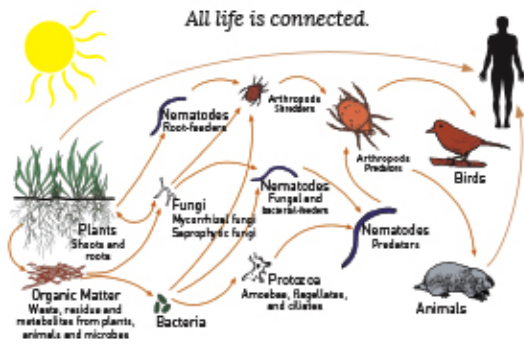 All life is connected.
Nematodes
Root-feeders
Arthropods
Shredders
Arthropods
Predators
Birds
Plants
Shoots and
roots
Fungi
Mycorrhizal fungi
Saprophytic fungi
Nematodes
Fungal and
bacterial-feeders
Nematodes
Predators
Organic Matter
Waste, residue and
metabolites from plants,
animals and microbes
Bacteria
Protozoa
Amoebae, flagellates,
and ciliates
Animals